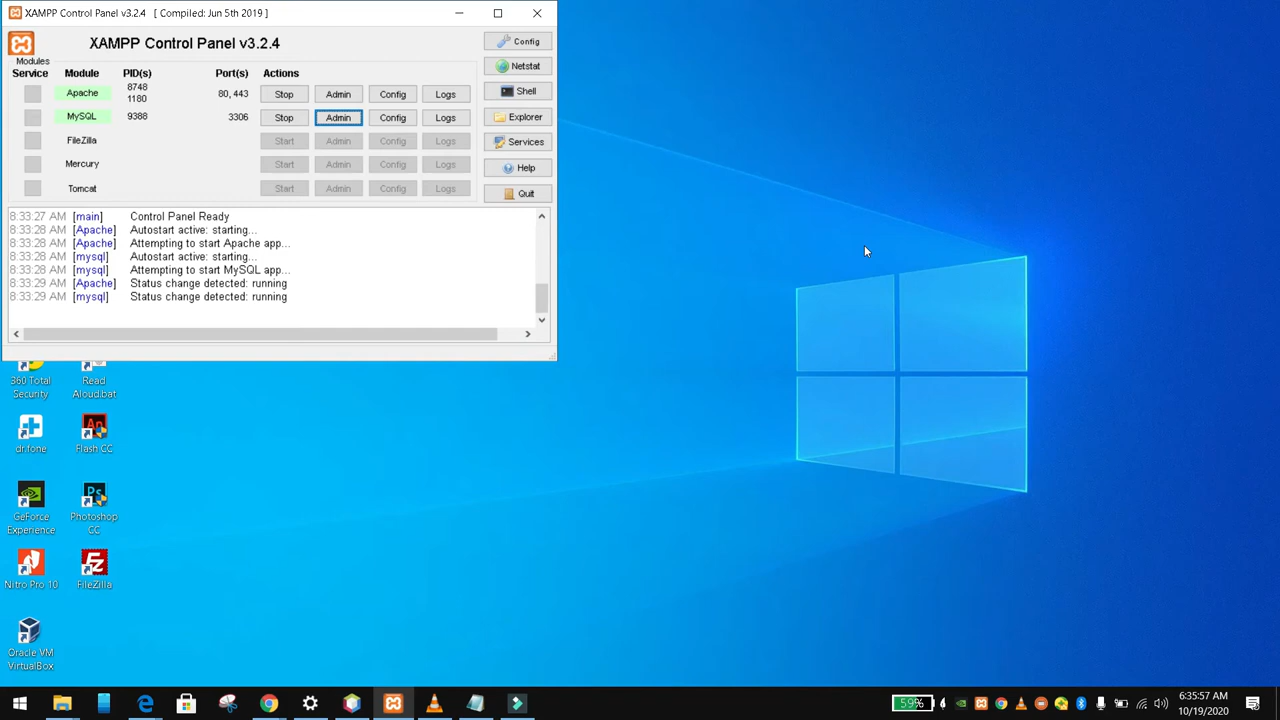 XAMPP Control Panel v3.2.4 [ Compiled: Jun 5th 2019 ]
XAMPP Control Panel v3.2.4
Config
Modules
Service Module PID(s) Port(s) Actions
Netstat
Apache 8748 1180 80, 443 Stop Admin Config Logs
Shell
MySQL 9388 3306 Stop Admin Config Logs
Explorer
FileZilla Start Admin Config Logs
Services
Mercury Start Admin Config Logs
Help
Tomcat Start Admin Config Logs
Quit
8:33:27 AM [main] Control Panel Ready
8:33:28 AM [Apache] Autostart active: starting...
8:33:28 AM [Apache] Attempting to start Apache app...
8:33:28 AM [mysql] Autostart active: starting...
8:33:28 AM [mysql] Attempting to start MySQL app...
8:33:29 AM [Apache] Status change detected: running
8:33:29 AM [mysql] Status change detected: running
360 Total Security
Read Aloud.bat
dr.fone
Flash CC
GeForce Experience
Photoshop CC
Nitro Pro 10
FileZilla
Oracle VM VirtualBox
59%
6:35:57 AM
10/19/2020